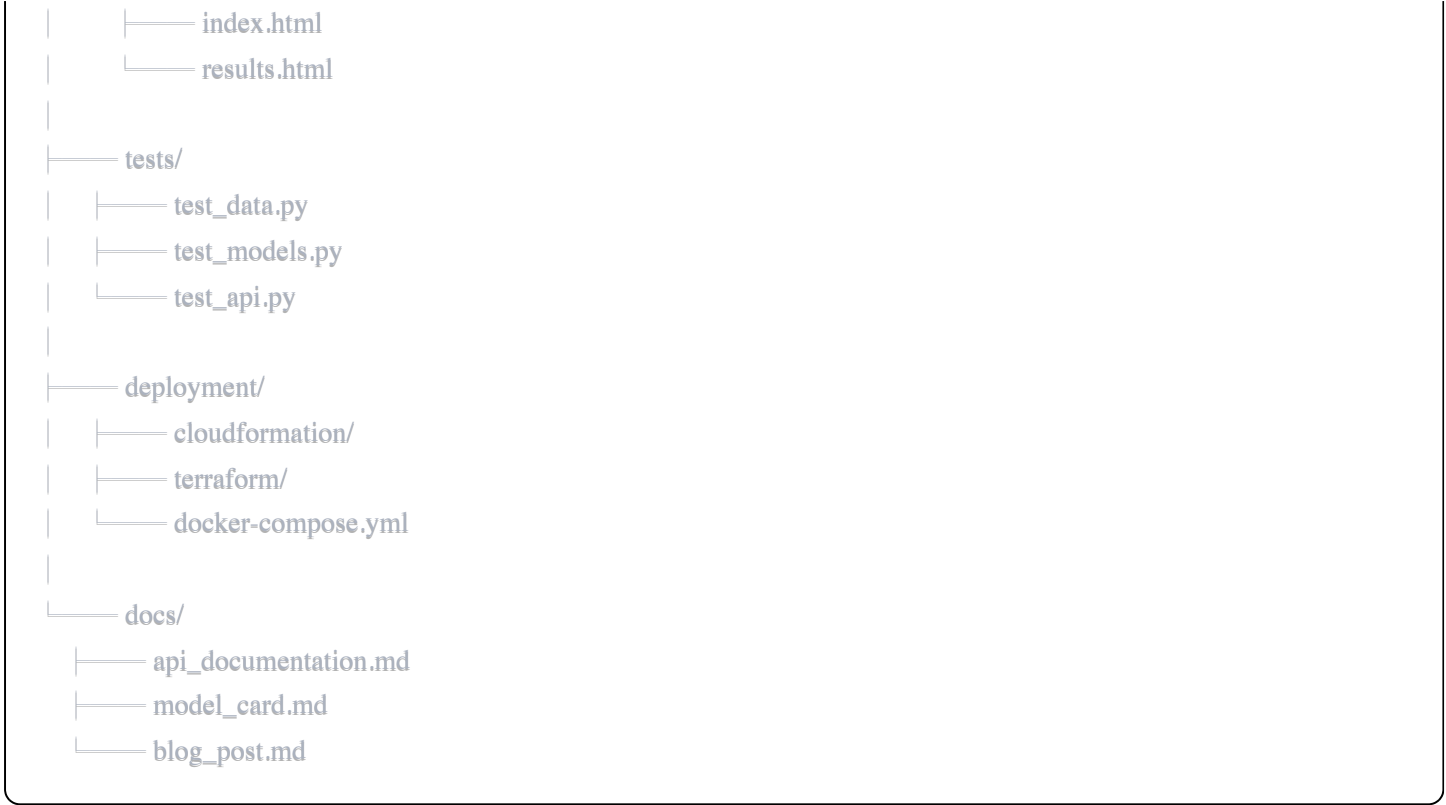 │ ├── index.html
│ └── results.html
│
├── tests/
│ ├── test_data.py
│ ├── test_models.py
│ └── test_api.py
│
├── deployment/
│ ├── cloudformation/
│ ├── terraform/
│ └── docker-compose.yml
│
└── docs/
├── api_documentation.md
├── model_card.md
└── blog_post.md